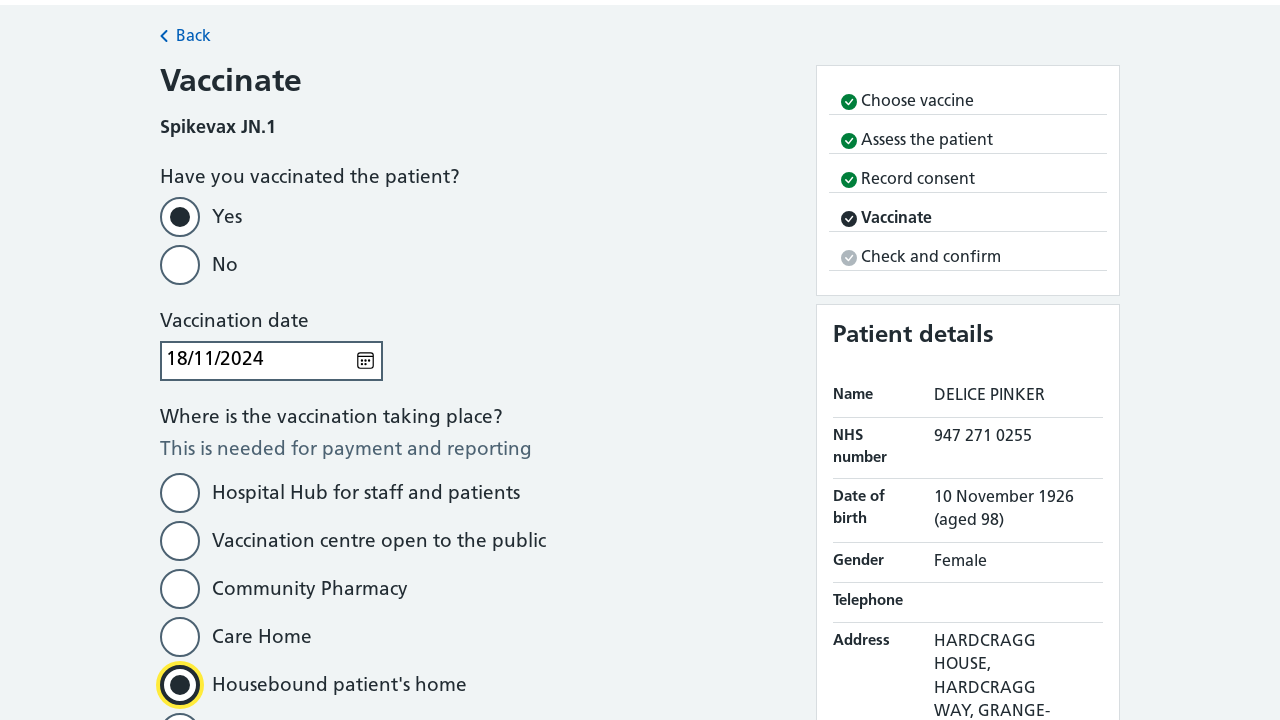 Back
Vaccinate
Spikevax JN.1
Have you vaccinated the patient?
Yes
No
Vaccination date
18/11/2024
Where is the vaccination taking place?
This is needed for payment and reporting
Hospital Hub for staff and patients
Vaccination centre open to the public
Community Pharmacy
Care Home
Housebound patient's home
Choose vaccine
Assess the patient
Record consent
Vaccinate
Check and confirm
Patient details
Name DELICE PINKER
NHS number 947 271 0255
Date of birth 10 November 1926 (aged 98)
Gender Female
Telephone
Address HARDCRAGG
HOUSE,
HARDCRAGG
WAY, GRANGE-